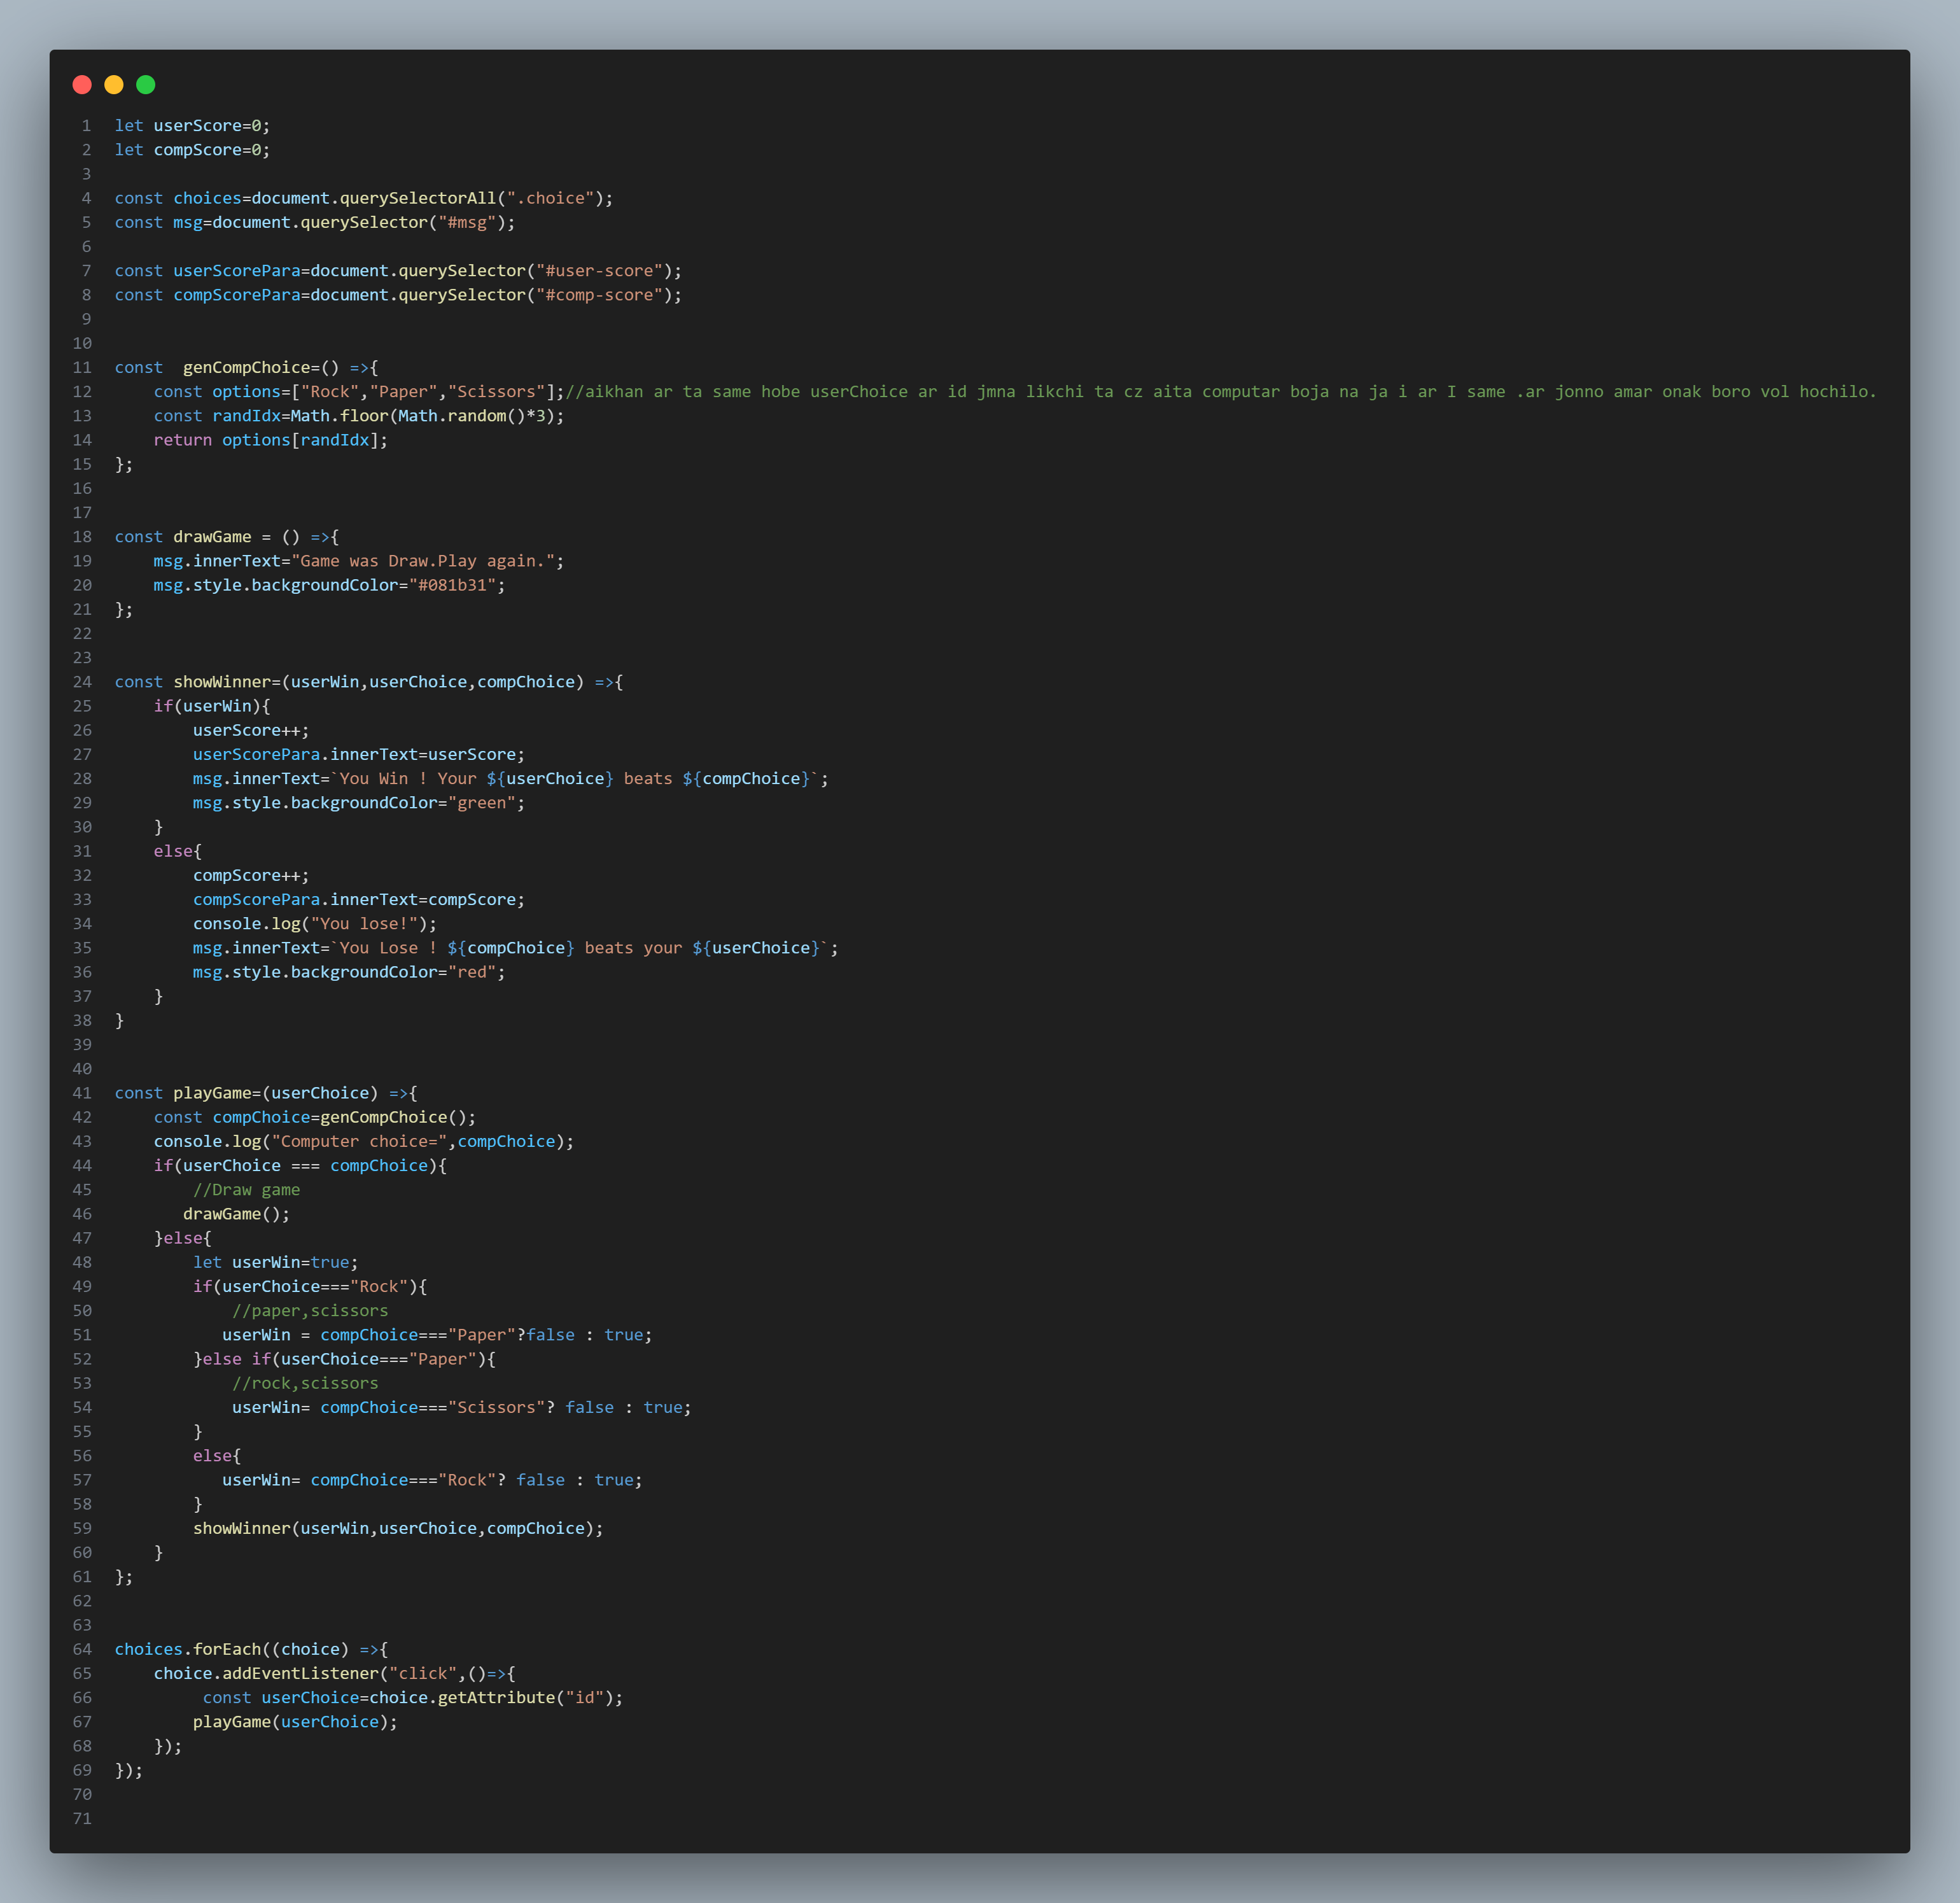 1 let userScore=0;
2 let compScore=0;
3
4 const choices=document.querySelectorAll(".choice");
5 const msg=document.querySelector("#msg");
6
7 const userScorePara=document.querySelector("#user-score");
8 const compScorePara=document.querySelector("#comp-score");
9
10
11 const  genCompChoice=() =>{
12     const options=["Rock","Paper","Scissors"];//aikhan ar ta same hobe userChoice ar id jmna likchi ta cz aita computar boja na ja i ar I same .ar jonno amar onak boro vol hochilo.
13     const randIdx=Math.floor(Math.random()*3);
14     return options[randIdx];
15 };
16
17
18 const drawGame = () =>{
19     msg.innerText="Game was Draw.Play again.";
20     msg.style.backgroundColor="#081b31";
21 };
22
23
24 const showWinner=(userWin,userChoice,compChoice) =>{
25     if(userWin){
26         userScore++;
27         userScorePara.innerText=userScore;
28         msg.innerText=`You Win ! Your ${userChoice} beats ${compChoice}`;
29         msg.style.backgroundColor="green";
30     }
31     else{
32         compScore++;
33         compScorePara.innerText=compScore;
34         console.log("You lose!");
35         msg.innerText=`You Lose ! ${compChoice} beats your ${userChoice}`;
36         msg.style.backgroundColor="red";
37     }
38 }
39
40
41 const playGame=(userChoice) =>{
42     const compChoice=genCompChoice();
43     console.log("Computer choice=",compChoice);
44     if(userChoice === compChoice){
45         //Draw game
46        drawGame();
47     }else{
48         let userWin=true;
49         if(userChoice==="Rock"){
50             //paper,scissors
51            userWin = compChoice==="Paper"?false : true;
52         }else if(userChoice==="Paper"){
53             //rock,scissors
54             userWin= compChoice==="Scissors"? false : true;
55         }
56         else{
57            userWin= compChoice==="Rock"? false : true;
58         }
59         showWinner(userWin,userChoice,compChoice);
60     }
61 };
62
63
64 choices.forEach((choice) =>{
65     choice.addEventListener("click",()=>{
66          const userChoice=choice.getAttribute("id");
67         playGame(userChoice);
68     });
69 });
70
71